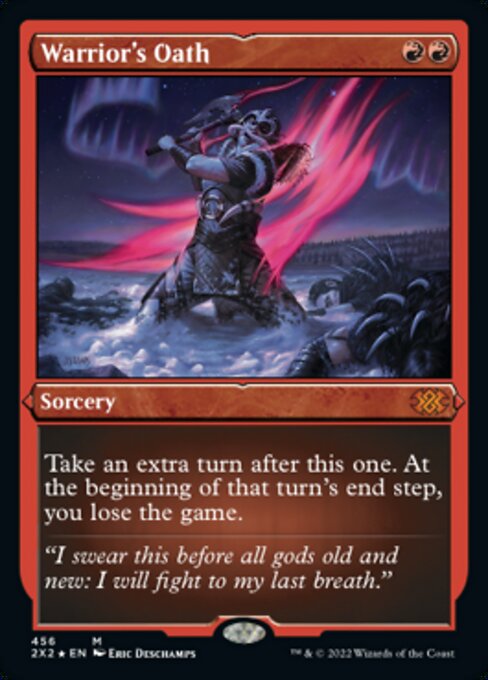 Warrior's Oath
Sorcery
Take an extra turn after this one. At
the beginning of that turn's end step,
you lose the game.
"I swear this before all gods old and
new: I will fight to my last breath."
456 M
2X2 ★ EN Eric Deschamps
™ & © 2022 Wizards of the Coast